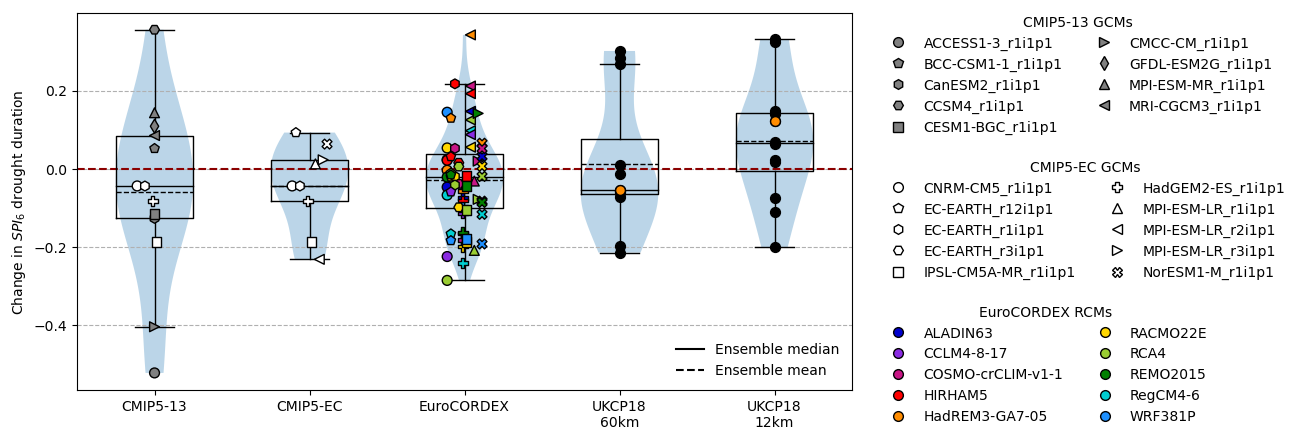 Change in SPI6 drought duration
0.2
0.0
−0.2
−0.4
CMIP5-13
CMIP5-EC
EuroCORDEX
UKCP18
60km
UKCP18
12km
Ensemble median
Ensemble mean
CMIP5-13 GCMs
ACCESS1-3_r1i1p1
BCC-CSM1-1_r1i1p1
CanESM2_r1i1p1
CCSM4_r1i1p1
CESM1-BGC_r1i1p1
CMCC-CM_r1i1p1
GFDL-ESM2G_r1i1p1
MPI-ESM-MR_r1i1p1
MRI-CGCM3_r1i1p1
CMIP5-EC GCMs
CNRM-CM5_r1i1p1
EC-EARTH_r12i1p1
EC-EARTH_r1i1p1
EC-EARTH_r3i1p1
IPSL-CM5A-MR_r1i1p1
HadGEM2-ES_r1i1p1
MPI-ESM-LR_r1i1p1
MPI-ESM-LR_r2i1p1
MPI-ESM-LR_r3i1p1
NorESM1-M_r1i1p1
EuroCORDEX RCMs
ALADIN63
CCLM4-8-17
COSMO-crCLIM-v1-1
HIRHAM5
HadREM3-GA7-05
RACMO22E
RCA4
REMO2015
RegCM4-6
WRF381P